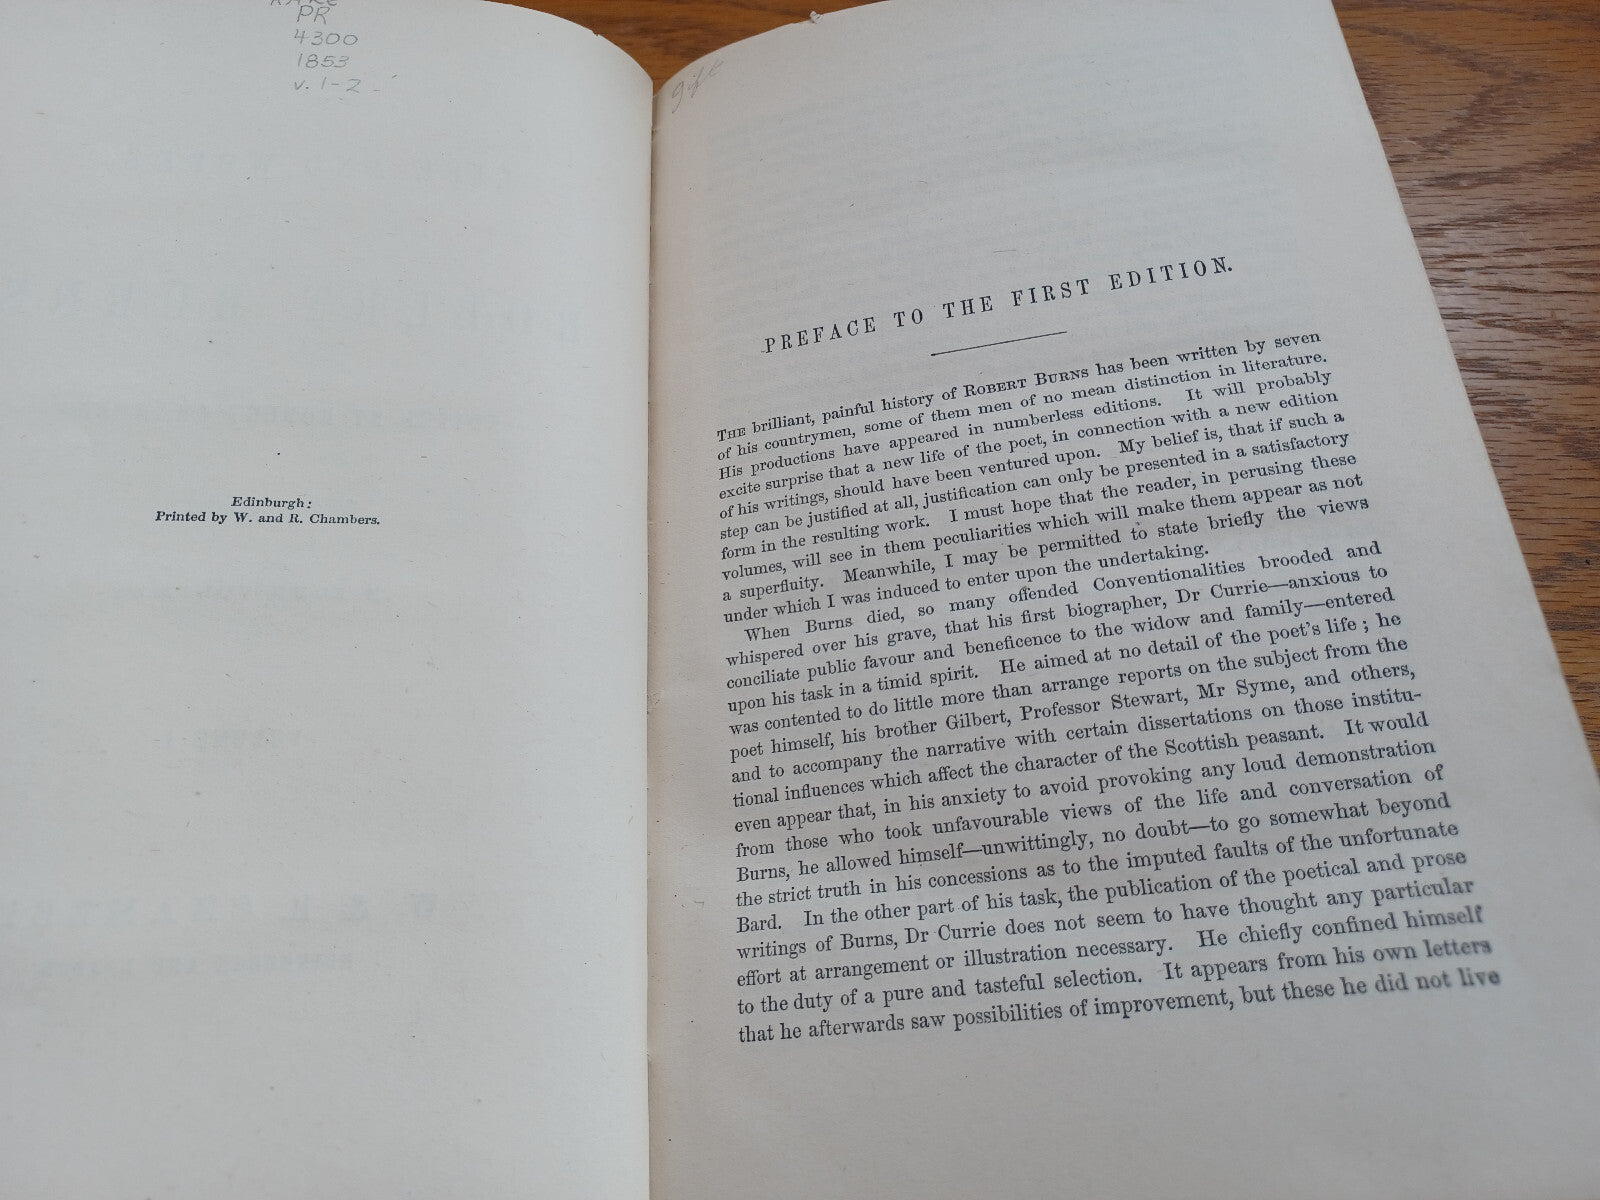 RARE
PR
4300
1853
v. 1-2
Edinburgh:
Printed by W. and R. Chambers.
gift
PREFACE TO THE FIRST EDITION.
THE brilliant, painful history of ROBERT BURNS has been written by seven
of his countrymen, some of them men of no mean distinction in literature.
His productions have appeared in numberless editions. It will probably
excite surprise that a new life of the poet, in connection with a new edition
of his writings, should have been ventured upon. My belief is, that if such a
step can be justified at all, justification can only be presented in a satisfactory
form in the resulting work. I must hope that the reader, in perusing these
volumes, will see in them peculiarities which will make them appear as not
a superfluity. Meanwhile, I may be permitted to state briefly the views
under which I was induced to enter upon the undertaking.
When Burns died, so many offended Conventionalities brooded and
whispered over his grave, that his first biographer, Dr Currie—anxious to
conciliate public favour and beneficence to the widow and family—entered
upon his task in a timid spirit. He aimed at no detail of the poet's life; he
was contented to do little more than arrange reports on the subject from the
poet himself, his brother Gilbert, Professor Stewart, Mr Syme, and others,
and to accompany the narrative with certain dissertations on those institu-
tional influences which affect the character of the Scottish peasant. It would
even appear that, in his anxiety to avoid provoking any loud demonstration
from those who took unfavourable views of the life and conversation of
Burns, he allowed himself—unwittingly, no doubt—to go somewhat beyond
the strict truth in his concessions as to the imputed faults of the unfortunate
Bard. In the other part of his task, the publication of the poetical and prose
writings of Burns, Dr Currie does not seem to have thought any particular
effort at arrangement or illustration necessary. He chiefly confined himself
to the duty of a pure and tasteful selection. It appears from his own letters
that he afterwards saw possibilities of improvement, but these he did not live